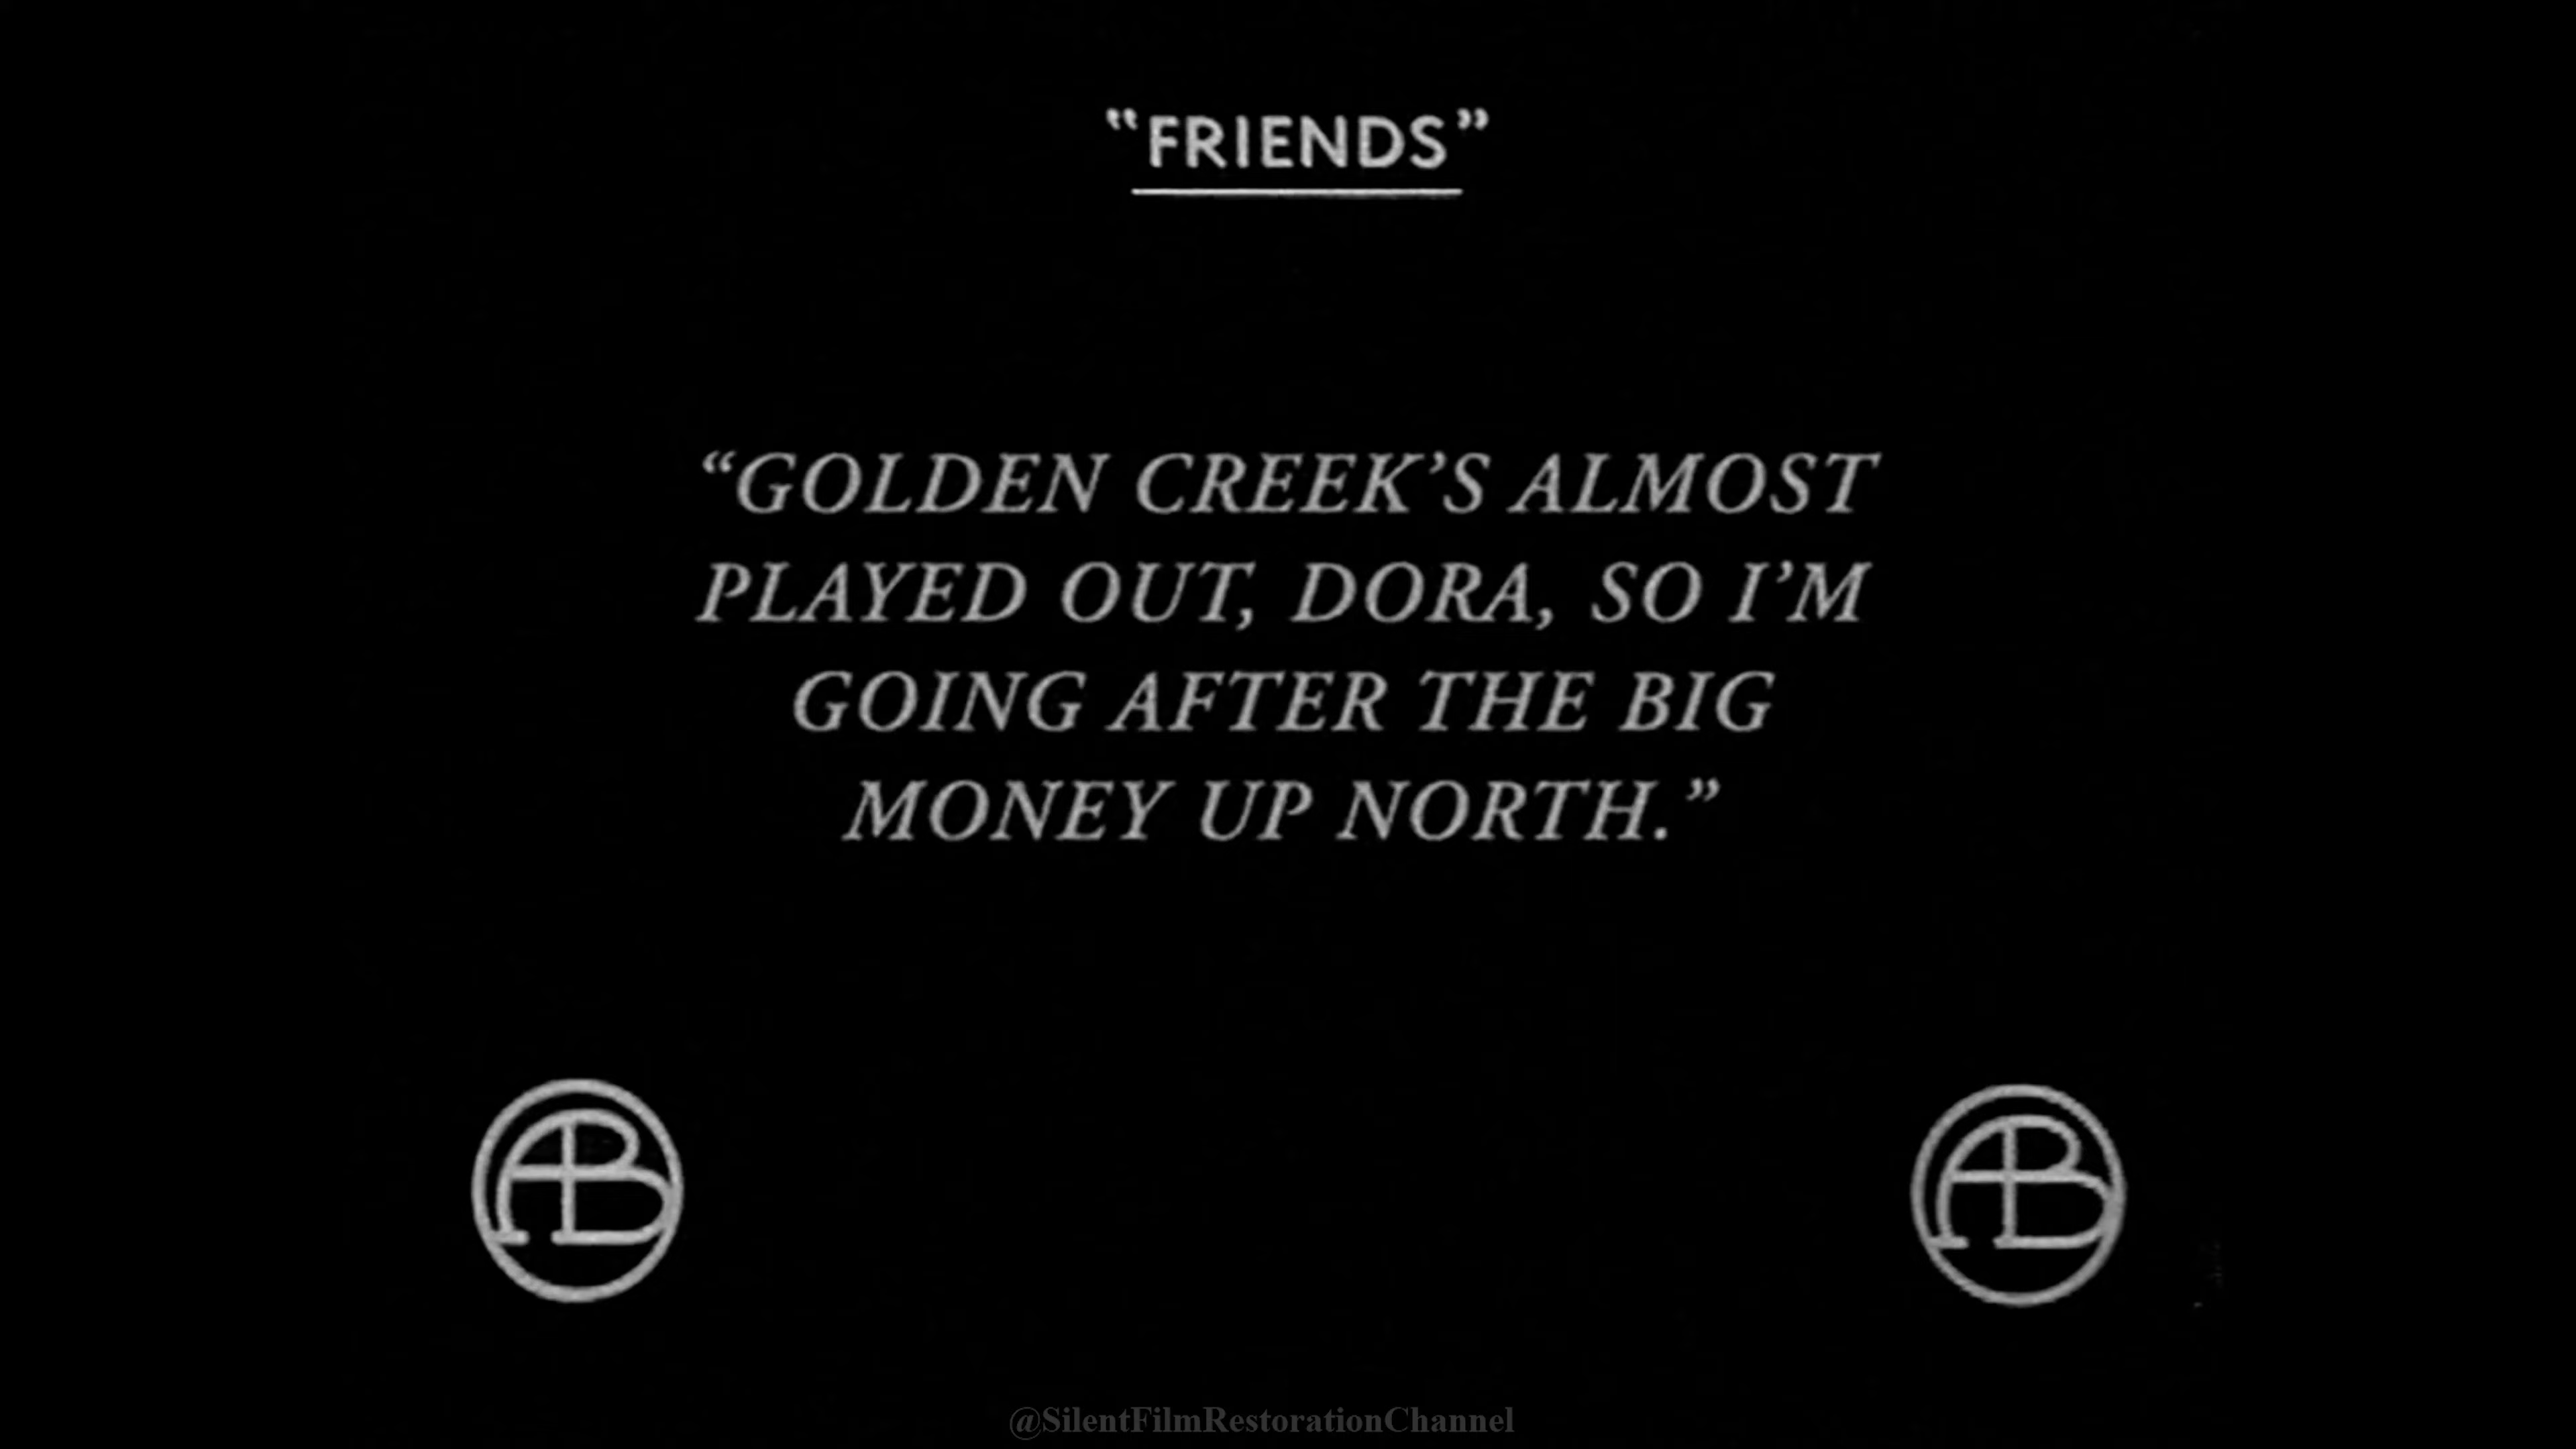 “FRIENDS”
“GOLDEN CREEK’S ALMOST
PLAYED OUT, DORA, SO I’M
GOING AFTER THE BIG
MONEY UP NORTH.”
AB AB
@SilentFilmRestorationChannel